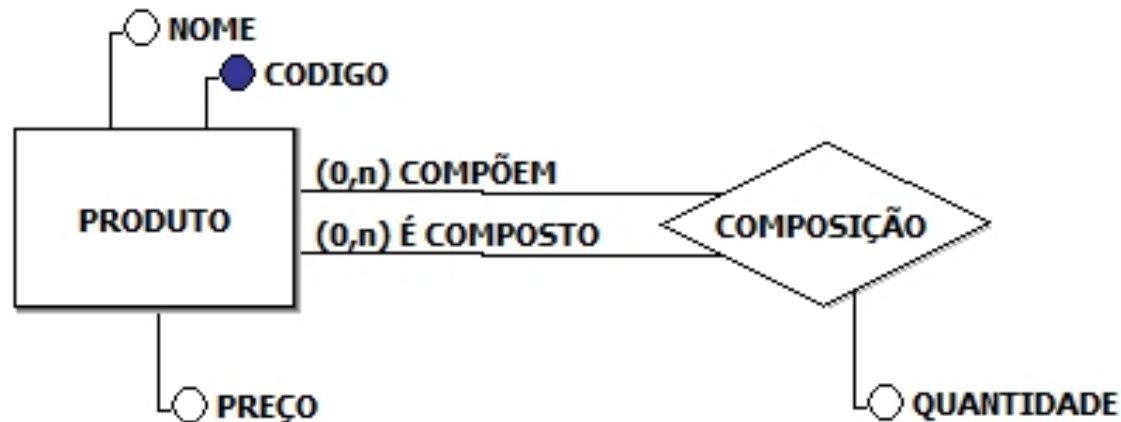 NOME
CODIGO
(0,n) COMPÕEM
PRODUTO
(0,n) É COMPOSTO
COMPOSIÇÃO
PREÇO
QUANTIDADE